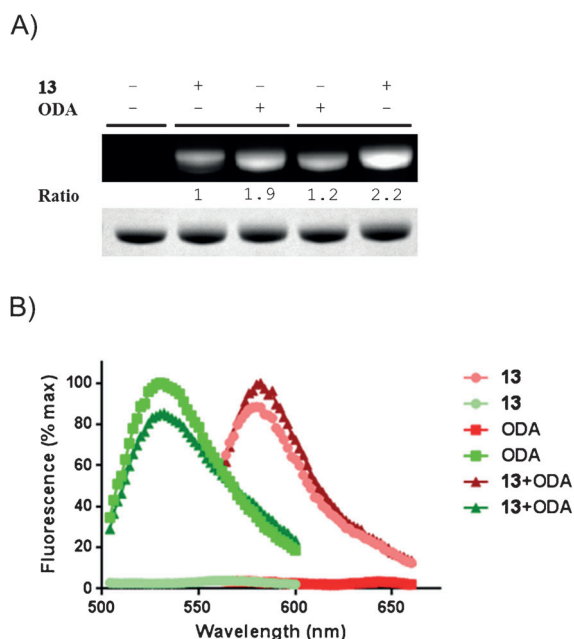 A)
13 – + – – +
ODA – – + + –
Ratio 1 1.9 1.2 2.2
B)
Fluorescence (% max)
100
80
60
40
20
0
500 550 600 650
Wavelength (nm)
13
13
ODA
ODA
13+ODA
13+ODA